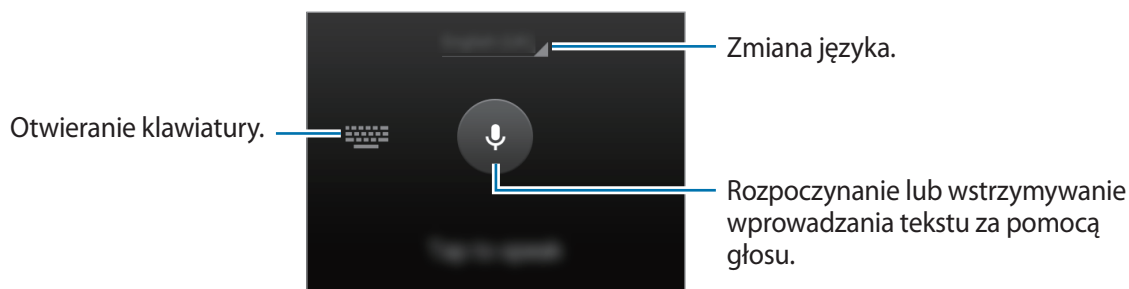 Zmiana języka.
Otwieranie klawiatury.
Rozpoczynanie lub wstrzymywanie
wprowadzania tekstu za pomocą
głosu.